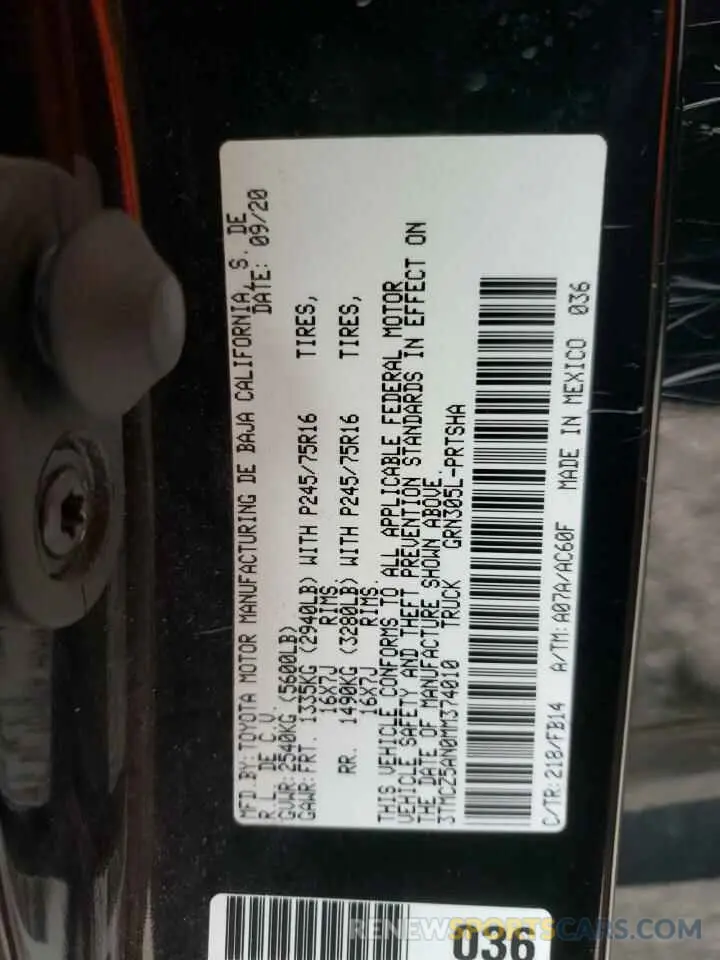 MFD.BY:TOYOTA MOTOR MANUFACTURING DE BAJA CALIFORNIA, S. DE
R.L. DE C.V. DATE: 09/20
GVWR:2540KG (5600LB)
GAWR:FRT. 1335KG (2940LB) WITH P245/75R16 TIRES,
16X7J RIMS
RR. 1490KG (3280LB) WITH P245/75R16 TIRES,
16X7J RIMS.
THIS VEHICLE CONFORMS TO ALL APPLICABLE FEDERAL MOTOR
VEHICLE SAFETY AND THEFT PREVENTION STANDARDS IN EFFECT ON
THE DATE OF MANUFACTURE SHOWN ABOVE.
3TMCZ5AN0MM374010 TRUCK GRN305L-PRTSHA
C/TR:218/FB14 A/TM:A07A/AC60F MADE IN MEXICO 036
036
RENEWSPORTSCARS.COM